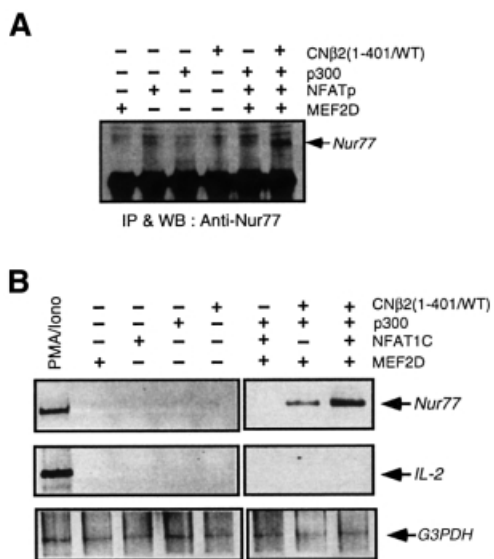 A
– – – + – + CNβ2(1-401/WT)
– – + – + + p300
– + – – + + NFATp
+ – – – + + MEF2D
Nur77
IP & WB : Anti-Nur77
B
PMA/Iono
– – – + – + + CNβ2(1-401/WT)
– – + – + + + p300
– + – – + – + NFAT1C
+ – – – + + + MEF2D
Nur77
IL-2
G3PDH